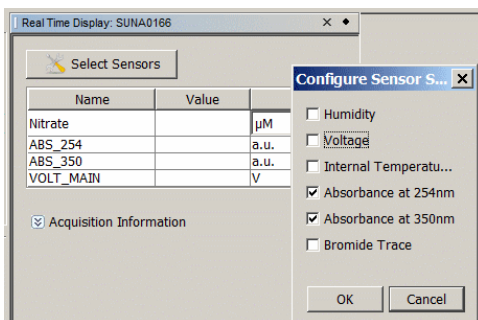 Real Time Display: SUNA0166
Select Sensors
Name Value
Nitrate µM
ABS_254 a.u.
ABS_350 a.u.
VOLT_MAIN V
Acquisition Information
Configure Sensor S...
Humidity
Voltage
Internal Temperatu...
Absorbance at 254nm
Absorbance at 350nm
Bromide Trace
OK Cancel